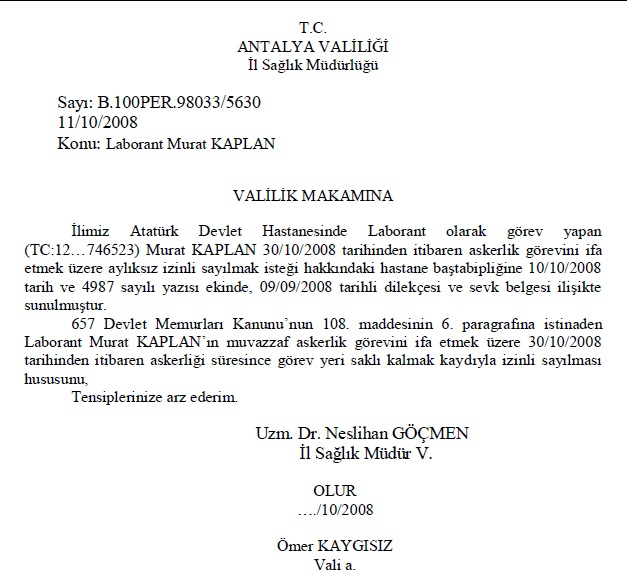 T.C.
ANTALYA VALİLİĞİ
İl Sağlık Müdürlüğü
Sayı: B.100PER.98033/5630
11/10/2008
Konu: Laborant Murat KAPLAN
VALİLİK MAKAMINA
İlimiz Atatürk Devlet Hastanesinde Laborant olarak görev yapan
(TC:12…746523) Murat KAPLAN 30/10/2008 tarihinden itibaren askerlik görevini ifa
etmek üzere aylıksız izinli sayılmak isteği hakkındaki hastane baştabipliğine 10/10/2008
tarih ve 4987 sayılı yazısı ekinde, 09/09/2008 tarihli dilekçesi ve sevk belgesi ilişikte
sunulmuştur.
657 Devlet Memurları Kanunu’nun 108. maddesinin 6. paragrafına istinaden
Laborant Murat KAPLAN’ın muvazzaf askerlik görevini ifa etmek üzere 30/10/2008
tarihinden itibaren askerliği süresince görev yeri saklı kalmak kaydıyla izinli sayılması
hususunu,
Tensiplerinize arz ederim.
Uzm. Dr. Neslihan GÖÇMEN
İl Sağlık Müdür V.
OLUR
…./10/2008
Ömer KAYGISIZ
Vali a.